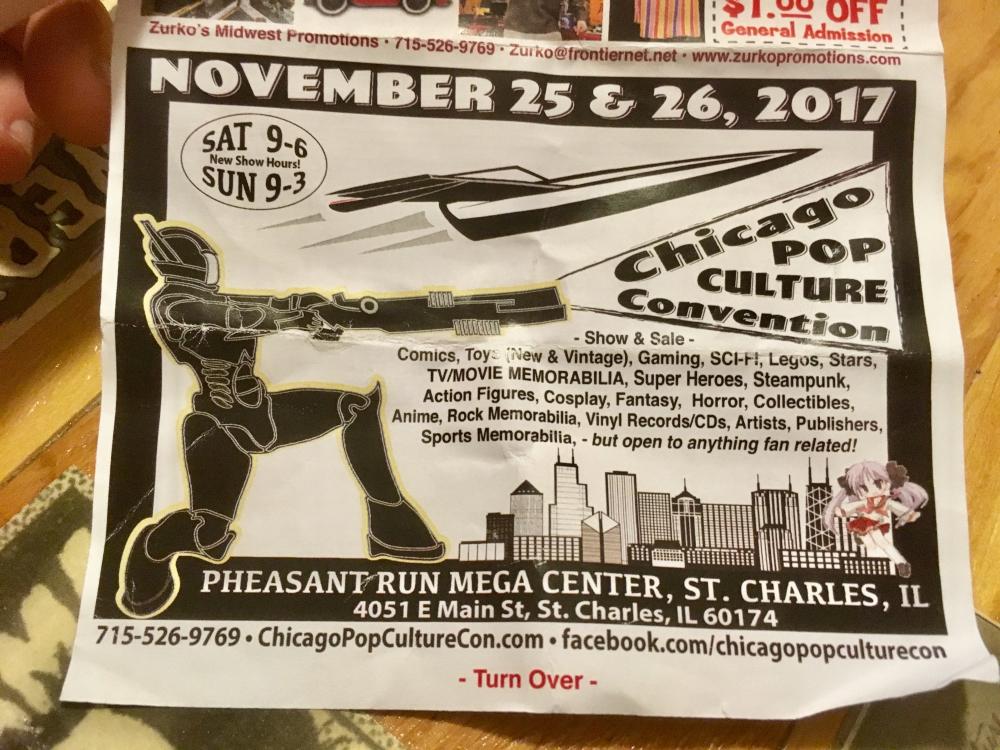 $1.00 OFF
General Admission
Zurko's Midwest Promotions • 715-526-9769 • Zurko@frontiernet.net • www.zurkopromotions.com
NOVEMBER 25 & 26, 2017
SAT 9-6
New Show Hours!
SUN 9-3
Chicago
POP
CULTURE
Convention
- Show & Sale -
Comics, Toys (New & Vintage), Gaming, SCI-FI, Legos, Stars,
TV/MOVIE MEMORABILIA, Super Heroes, Steampunk,
Action Figures, Cosplay, Fantasy, Horror, Collectibles,
Anime, Rock Memorabilia, Vinyl Records/CDs, Artists, Publishers,
Sports Memorabilia, - but open to anything fan related!
PHEASANT RUN MEGA CENTER, ST. CHARLES, IL
4051 E Main St, St. Charles, IL 60174
715-526-9769 • ChicagoPopCultureCon.com • facebook.com/chicagopopculturecon
- Turn Over -